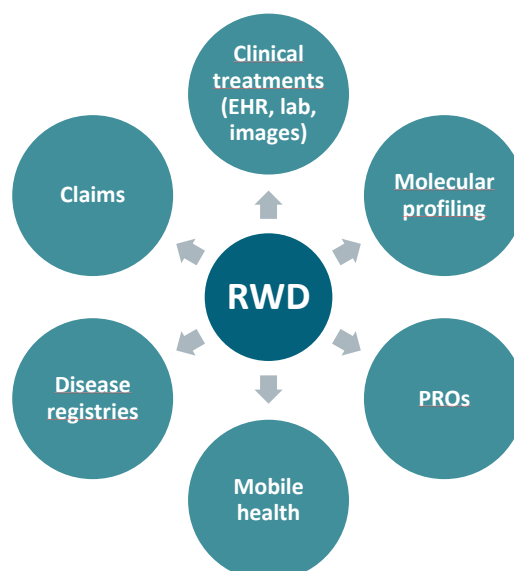 Clinical
treatments
(EHR, lab,
images)
Molecular
profiling
PROs
Mobile
health
Disease
registries
Claims
RWD